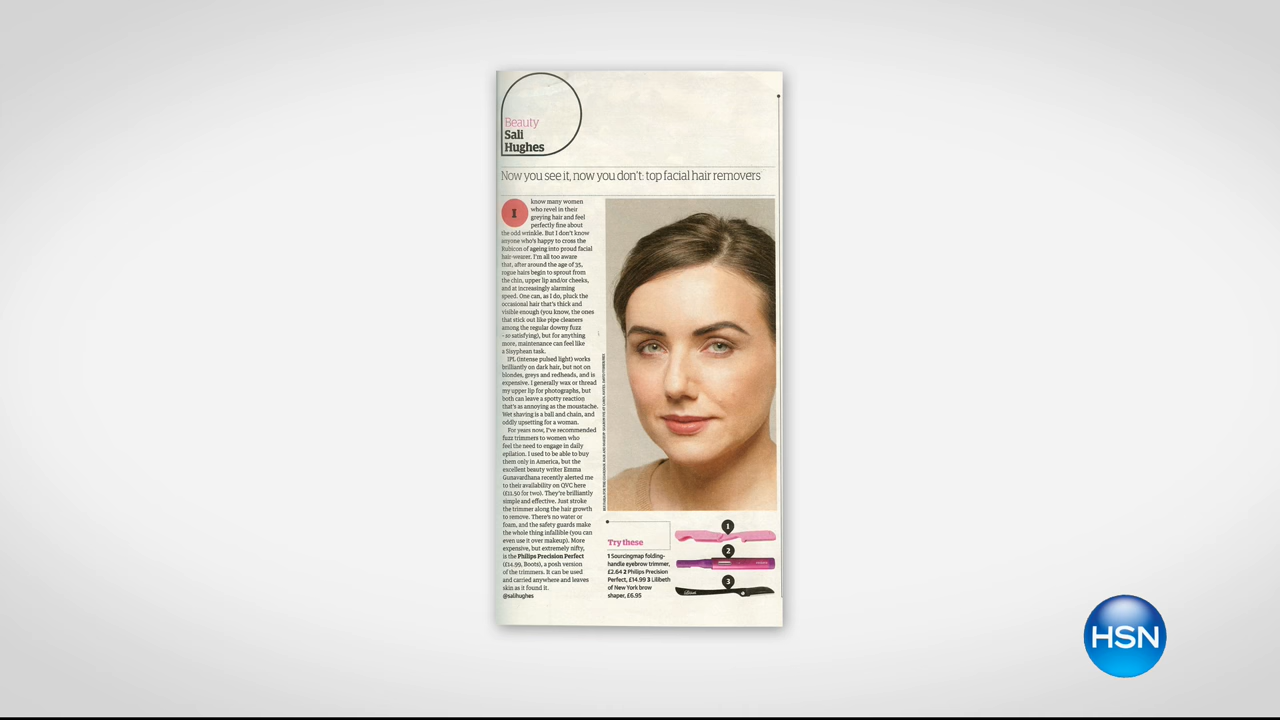 Beauty
Sali
Hughes
Now you see it, now you don't: top facial hair removers
I know many women
who revel in their
greying hair and feel
perfectly fine about
the odd wrinkle. But I don't know
anyone who's happy to cross the
Rubicon of ageing into proud facial
hair-wearer. I'm all too aware
that, after around the age of 35,
rogue hairs begin to sprout from
the chin, upper lip and/or cheeks,
and at increasingly alarming
speed. One can, as I do, pluck the
occasional hair that's thick and
visible enough (you know, the ones
that stick out like pipe cleaners
among the regular downy fuzz
– so satisfying), but for anything
more, maintenance can feel like
a Sisyphean task.
IPL (intense pulsed light) works
brilliantly on dark hair, but not on
blondes, greys and redheads, and is
expensive. I generally wax or thread
my upper lip for photographs, but
both can leave a spotty reaction
that's as annoying as the moustache.
Wet shaving is a ball and chain, and
oddly upsetting for a woman.
For years now, I've recommended
fuzz trimmers to women who
feel the need to engage in daily
epilation. I used to be able to buy
them only in America, but the
excellent beauty writer Emma
Gunavardhana recently alerted me
to their availability on QVC here
(£11.50 for two). They're brilliantly
simple and effective. Just stroke
the trimmer along the hair growth
to remove. There's no water or
foam, and the safety guards make
the whole thing infallible (you can
even use it over makeup). More
expensive, but extremely nifty,
is the Philips Precision Perfect
(£14.99, Boots), a posh version
of the trimmers. It can be used
and carried anywhere and leaves
skin as it found it.
@salihughes
Try these
1 Sourcingmap folding-
handle eyebrow trimmer,
£2.64 2 Philips Precision
Perfect, £14.99 3 Lilibeth
of New York brow
shaper, £6.95
1
2
3
HSN